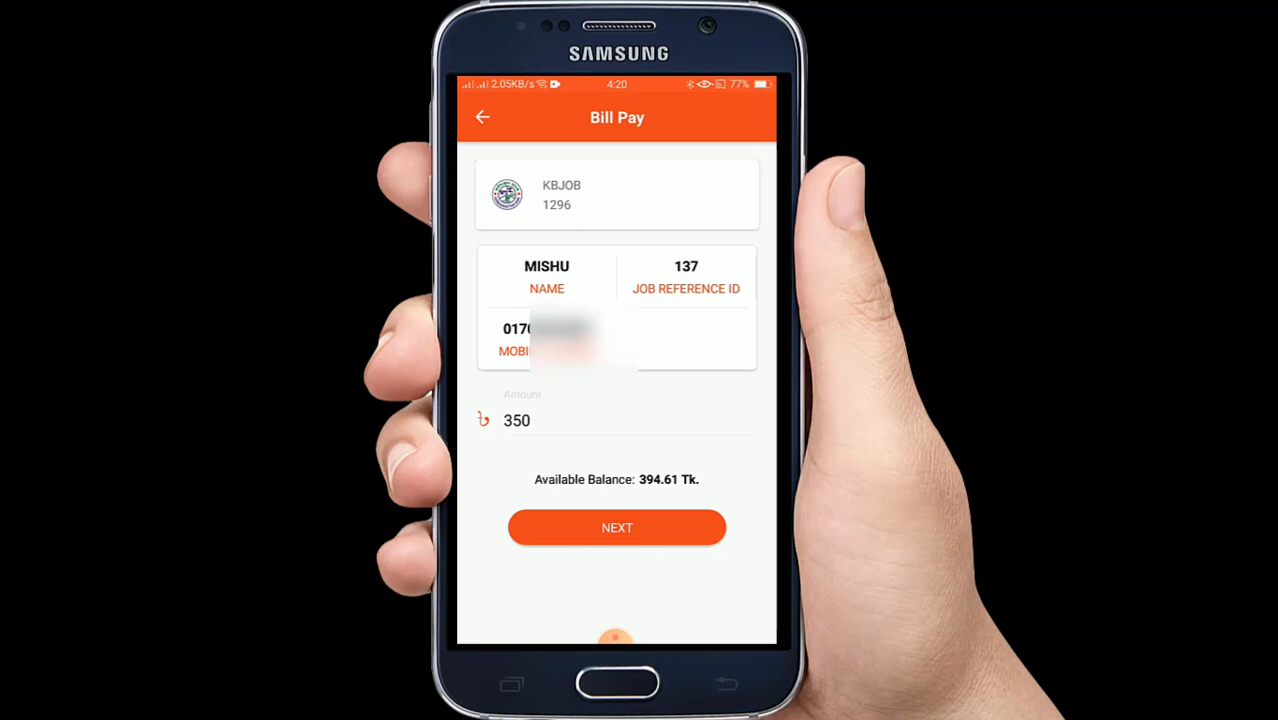 SAMSUNG
2.05KB/s 4:20 77%
Bill Pay
KBJOB
1296
MISHU 137
NAME JOB REFERENCE ID
017
MOBI
Amount
৳ 350
Available Balance: 394.61 Tk.
NEXT